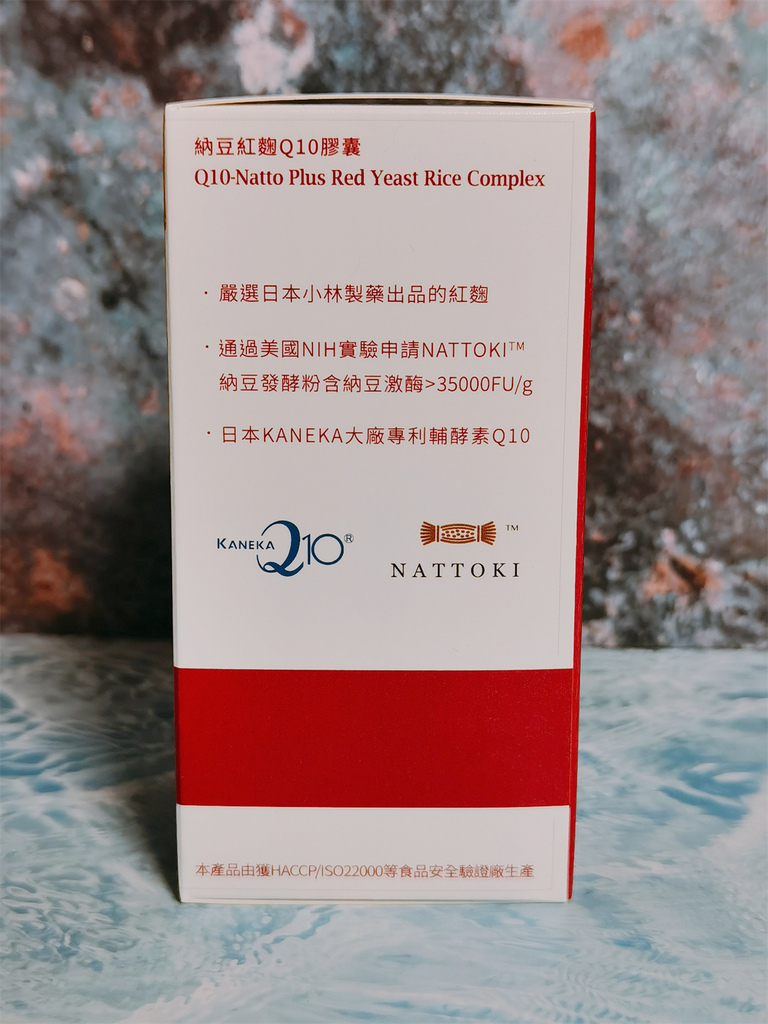 納豆紅麴Q10膠囊
Q10-Natto Plus Red Yeast Rice Complex
· 嚴選日本小林製藥出品的紅麴
· 通過美國NIH實驗申請NATTOKI™
納豆發酵粉含納豆激酶>35000FU/g
· 日本KANEKA大廠專利輔酵素Q10
KANEKA Q10®
™
NATTOKI
本產品由獲HACCP/ISO22000等食品安全驗證廠生產